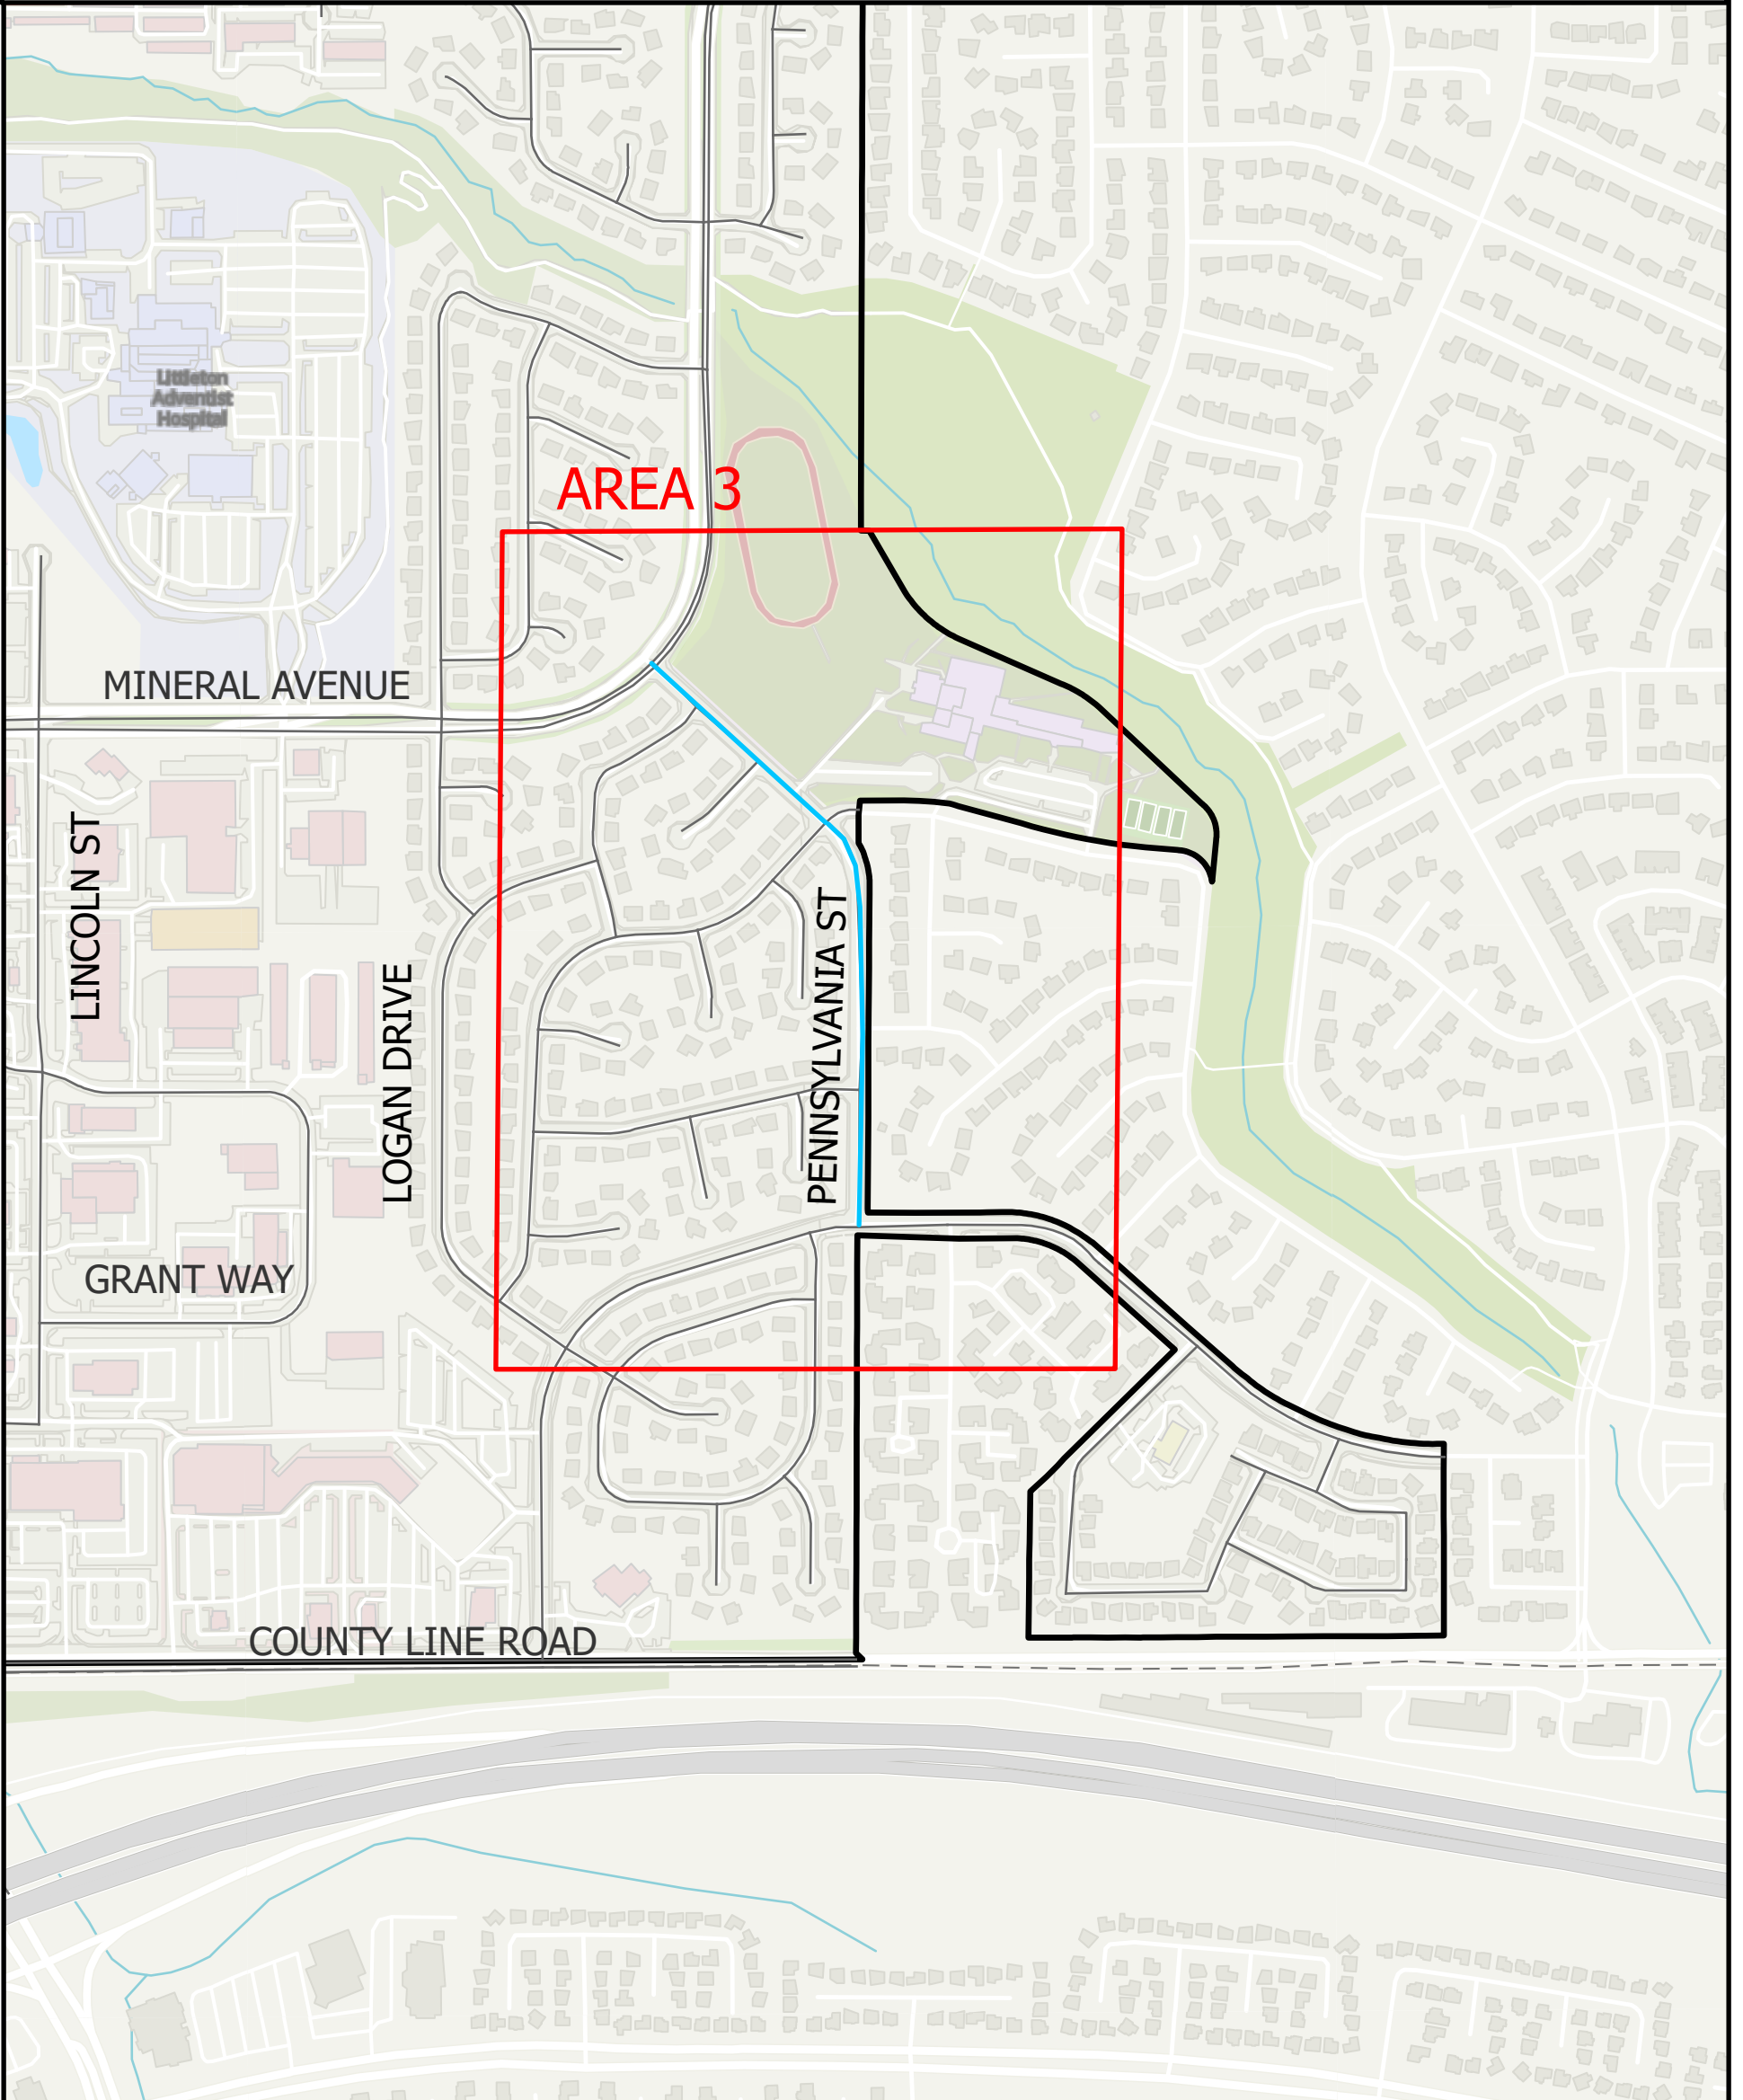 Littleton
Adventist
Hospital
AREA 3
MINERAL AVENUE
LINCOLN ST
LOGAN DRIVE
PENNSYLVANIA ST
GRANT WAY
COUNTY LINE ROAD